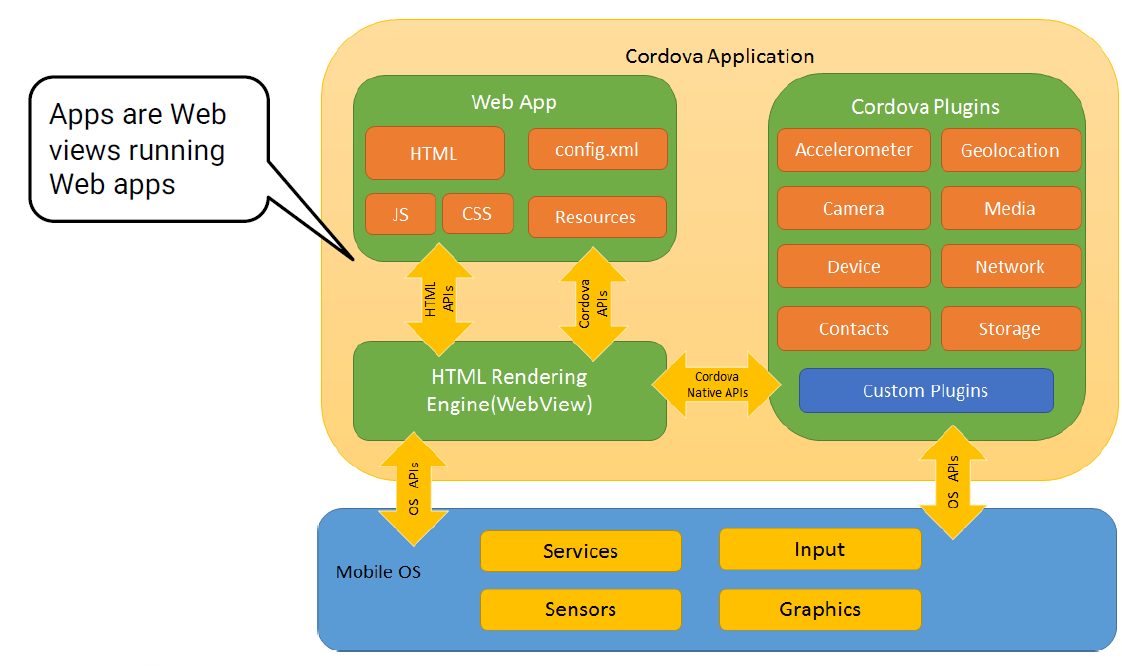 Cordova Application
Apps are Web
views running
Web apps
Web App
HTML
config.xml
JS
CSS
Resources
HTML
APIs
Cordova
APIs
HTML Rendering
Engine(WebView)
Cordova
Native APIs
Cordova Plugins
Accelerometer
Geolocation
Camera
Media
Device
Network
Contacts
Storage
Custom Plugins
OS APIs
OS APIs
Mobile OS
Services
Input
Sensors
Graphics